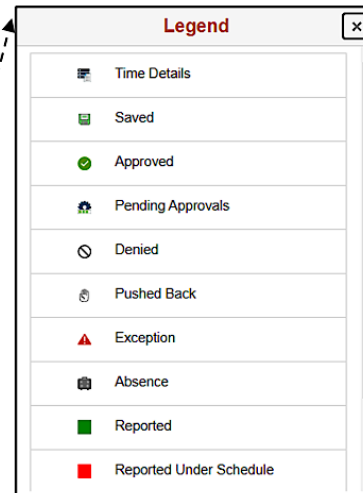 Legend
Time Details
Saved
Approved
Pending Approvals
Denied
Pushed Back
Exception
Absence
Reported
Reported Under Schedule